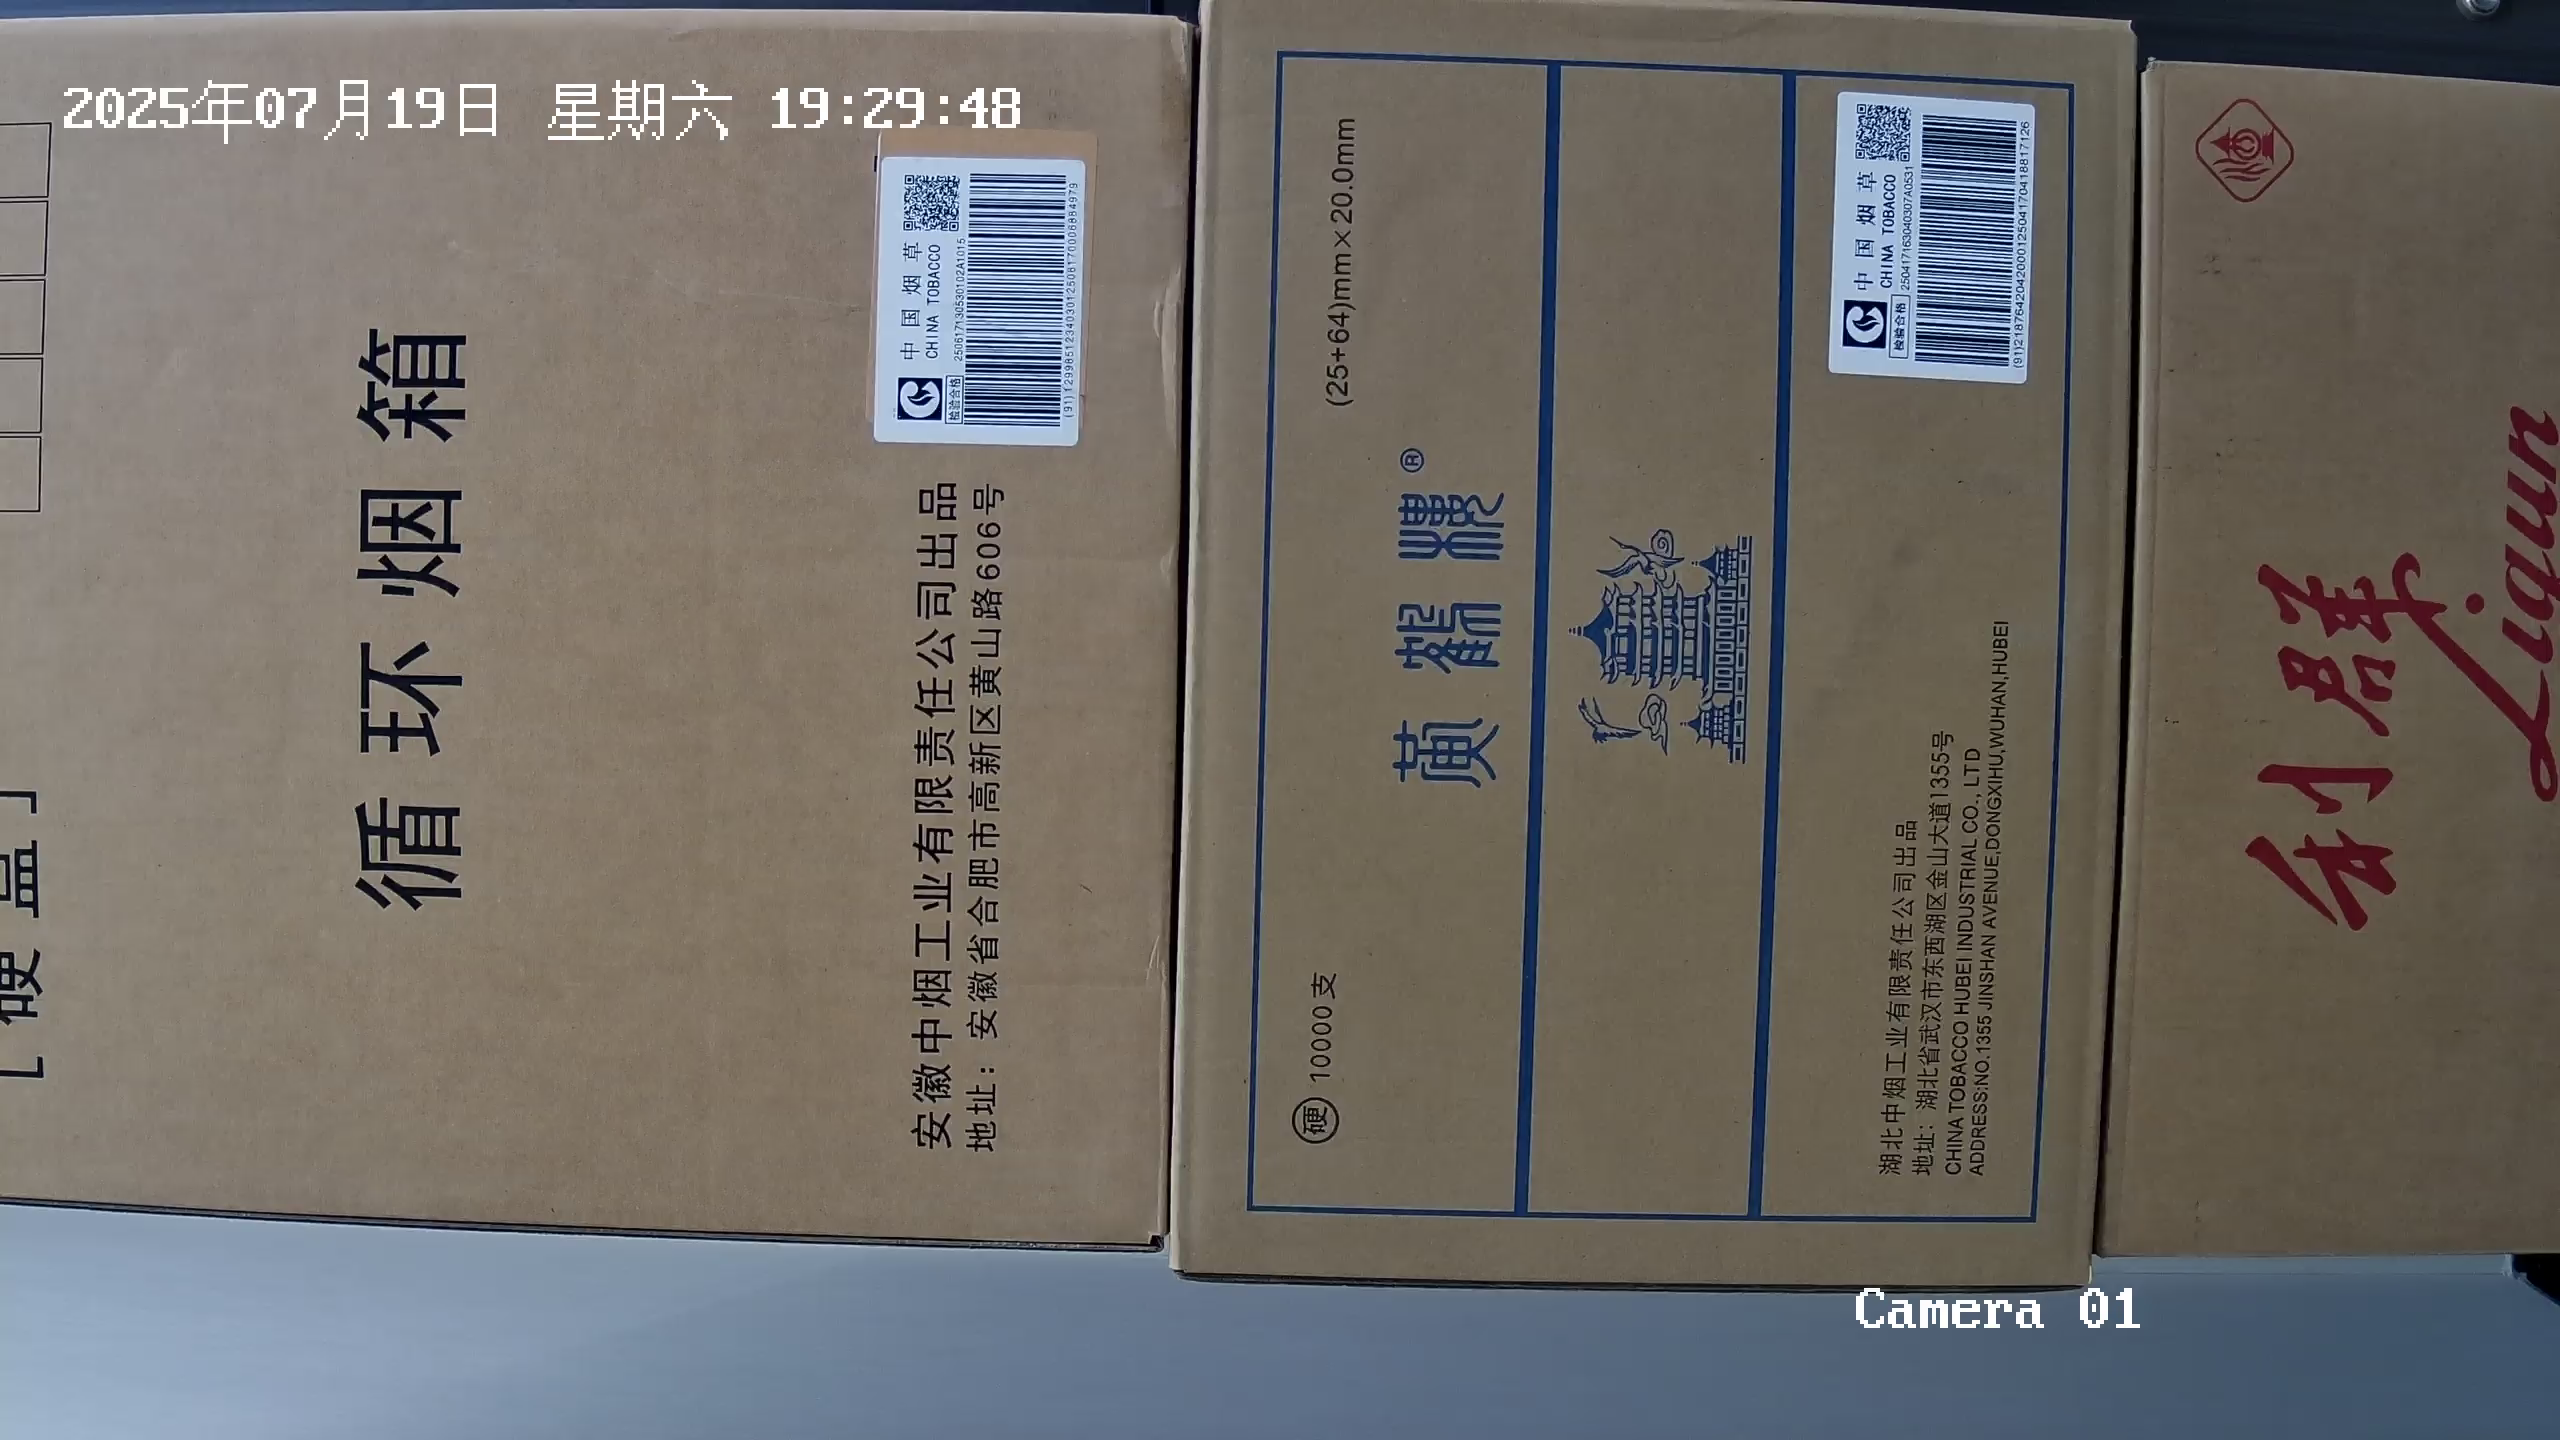 2025年07月19日 星期六 19:29:48
[硬盒]
循环烟箱
安徽中烟工业有限责任公司出品
地址：安徽省合肥市高新区黄山路606号
中国烟草
CHINA TOBACCO
检验合格
(25+64)mm×20.0mm
硬 10000支
黄鹤楼®
湖北中烟工业有限责任公司出品
地址：湖北省武汉市东西湖区金山大道1355号
CHINA TOBACCO HUBEI INDUSTRIAL CO., LTD
ADDRESS:NO.1355 JINSHAN AVENUE,DONGXIHU,WUHAN,HUBEI
中国烟草
CHINA TOBACCO
检验合格
25041716304040307A0531
利群
Liqun
Camera 01